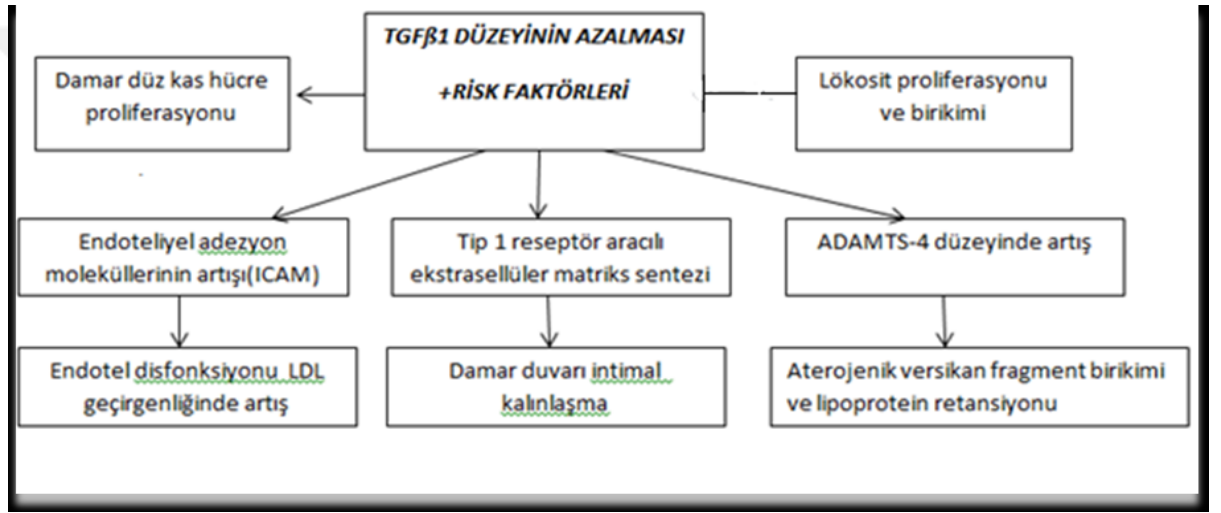 TGFβ1 DÜZEYİNİN AZALMASI
+RİSK FAKTÖRLERİ
Damar düz kas hücre
proliferasyonu
Lökosit proliferasyonu
ve birikimi
Endoteliyel adezyon
moleküllerinin artışı(ICAM)
Tip 1 reseptör aracılı
ekstrasellüler matriks sentezi
ADAMTS-4 düzeyinde artış
Endotel disfonksiyonu LDL
geçirgenliğinde artış
Damar duvarı intimal
kalınlaşma
Aterojenik versikan fragment birikimi
ve lipoprotein retansiyonu